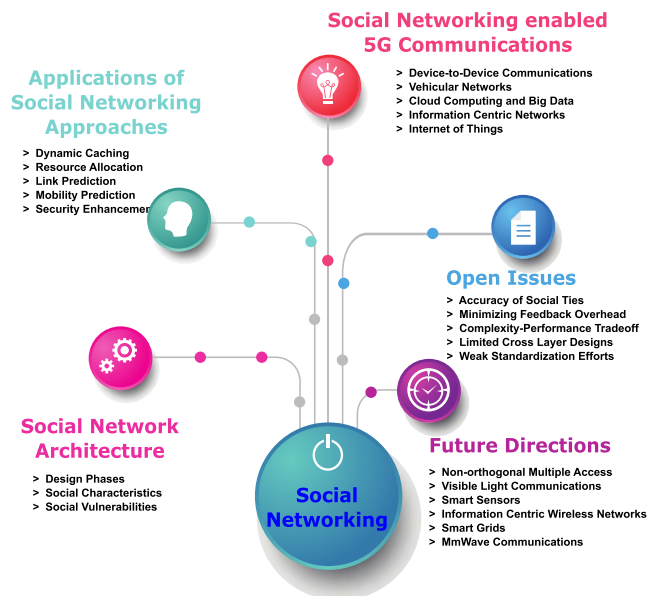 Social Networking enabled
5G Communications
> Device-to-Device Communications
> Vehicular Networks
> Cloud Computing and Big Data
> Information Centric Networks
> Internet of Things
Applications of
Social Networking
Approaches
> Dynamic Caching
> Resource Allocation
> Link Prediction
> Mobility Prediction
> Security Enhancemen
Open Issues
> Accuracy of Social Ties
> Minimizing Feedback Overhead
> Complexity-Performance Tradeoff
> Limited Cross Layer Designs
> Weak Standardization Efforts
Social Network
Architecture
> Design Phases
> Social Characteristics
> Social Vulnerabilities
Future Directions
> Non-orthogonal Multiple Access
> Visible Light Communications
> Smart Sensors
> Information Centric Wireless Networks
> Smart Grids
> MmWave Communications
Social
Networking